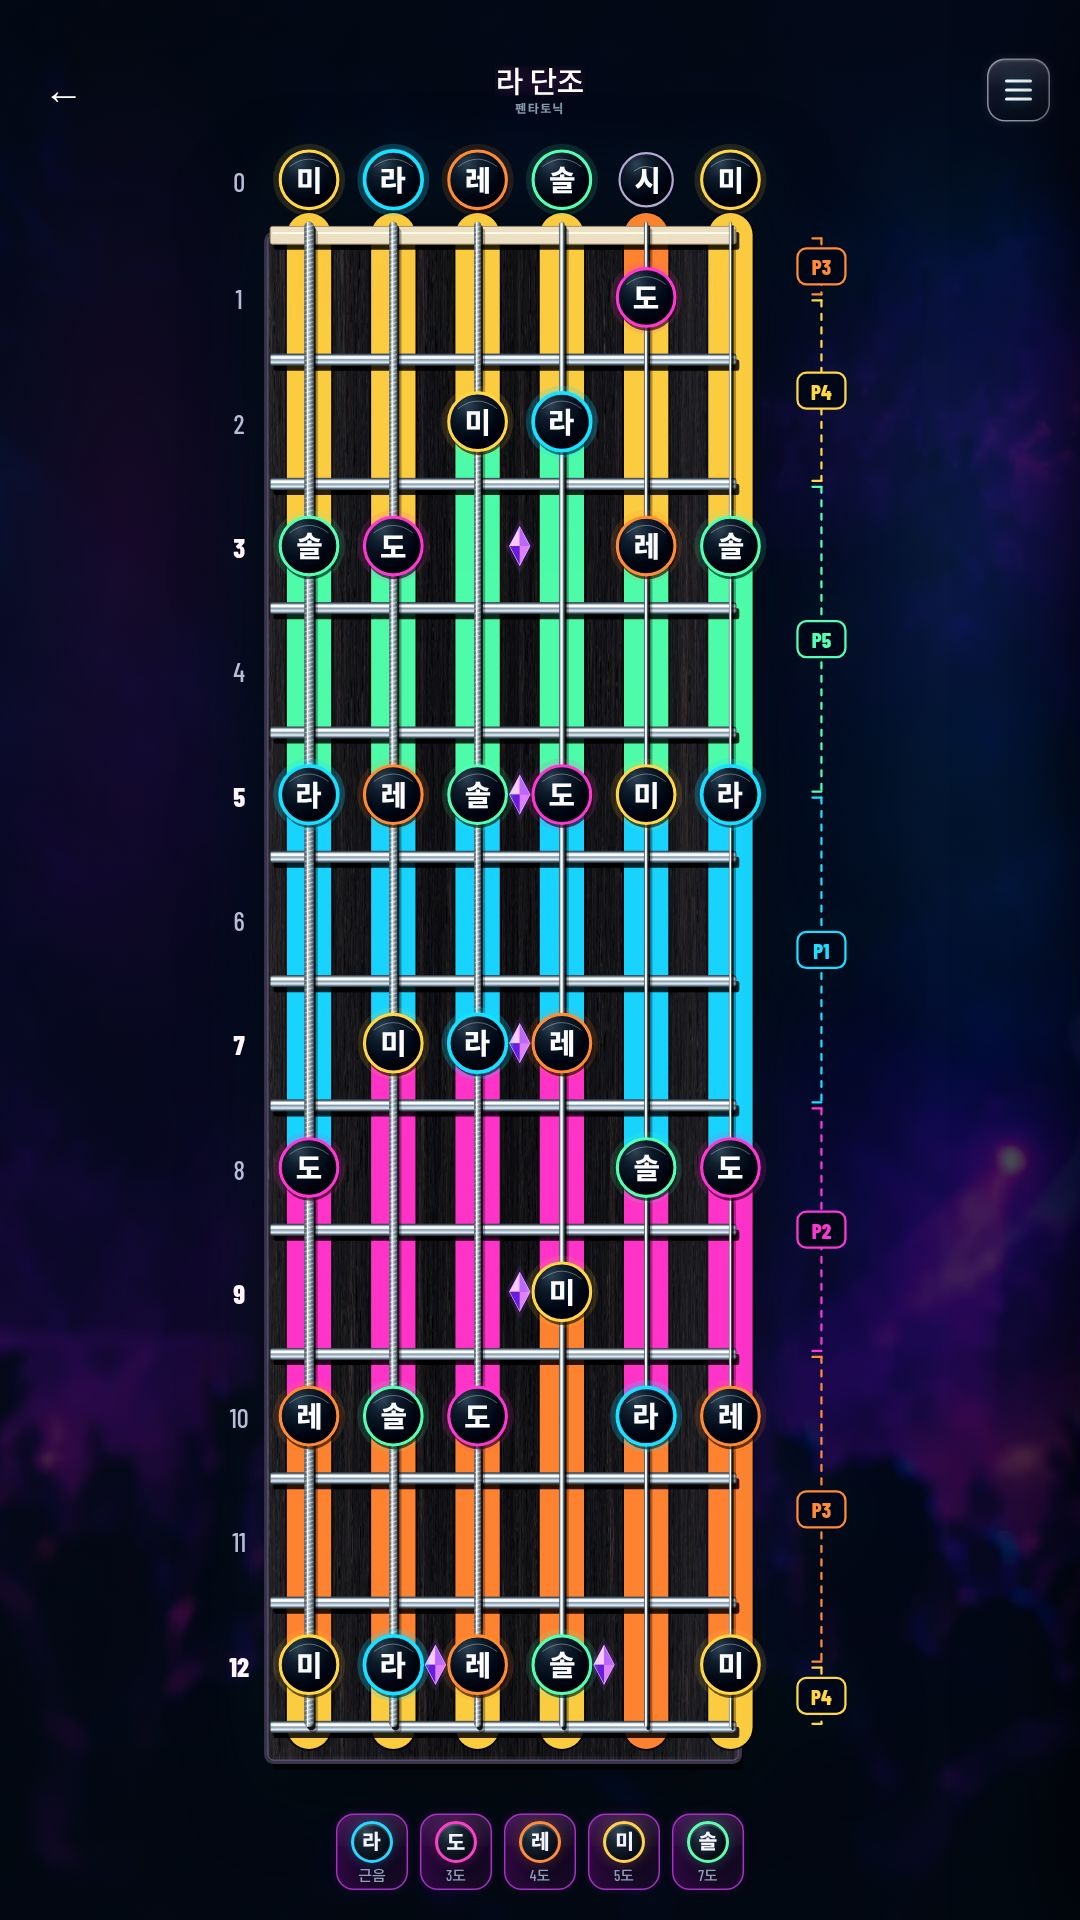 라 단조
펜타토닉
0 미 라 레 솔 시 미
P3
1 도
P4
2 미 라
3 솔 도 레 솔
P5
4
5 라 레 솔 도 미 라
6
P1
7 미 라 레
8 도 솔 도
P2
9 미
10 레 솔 도 라 레
P3
11
12 미 라 레 솔 미
P4
라 도 레 미 솔
근음 3도 4도 5도 7도